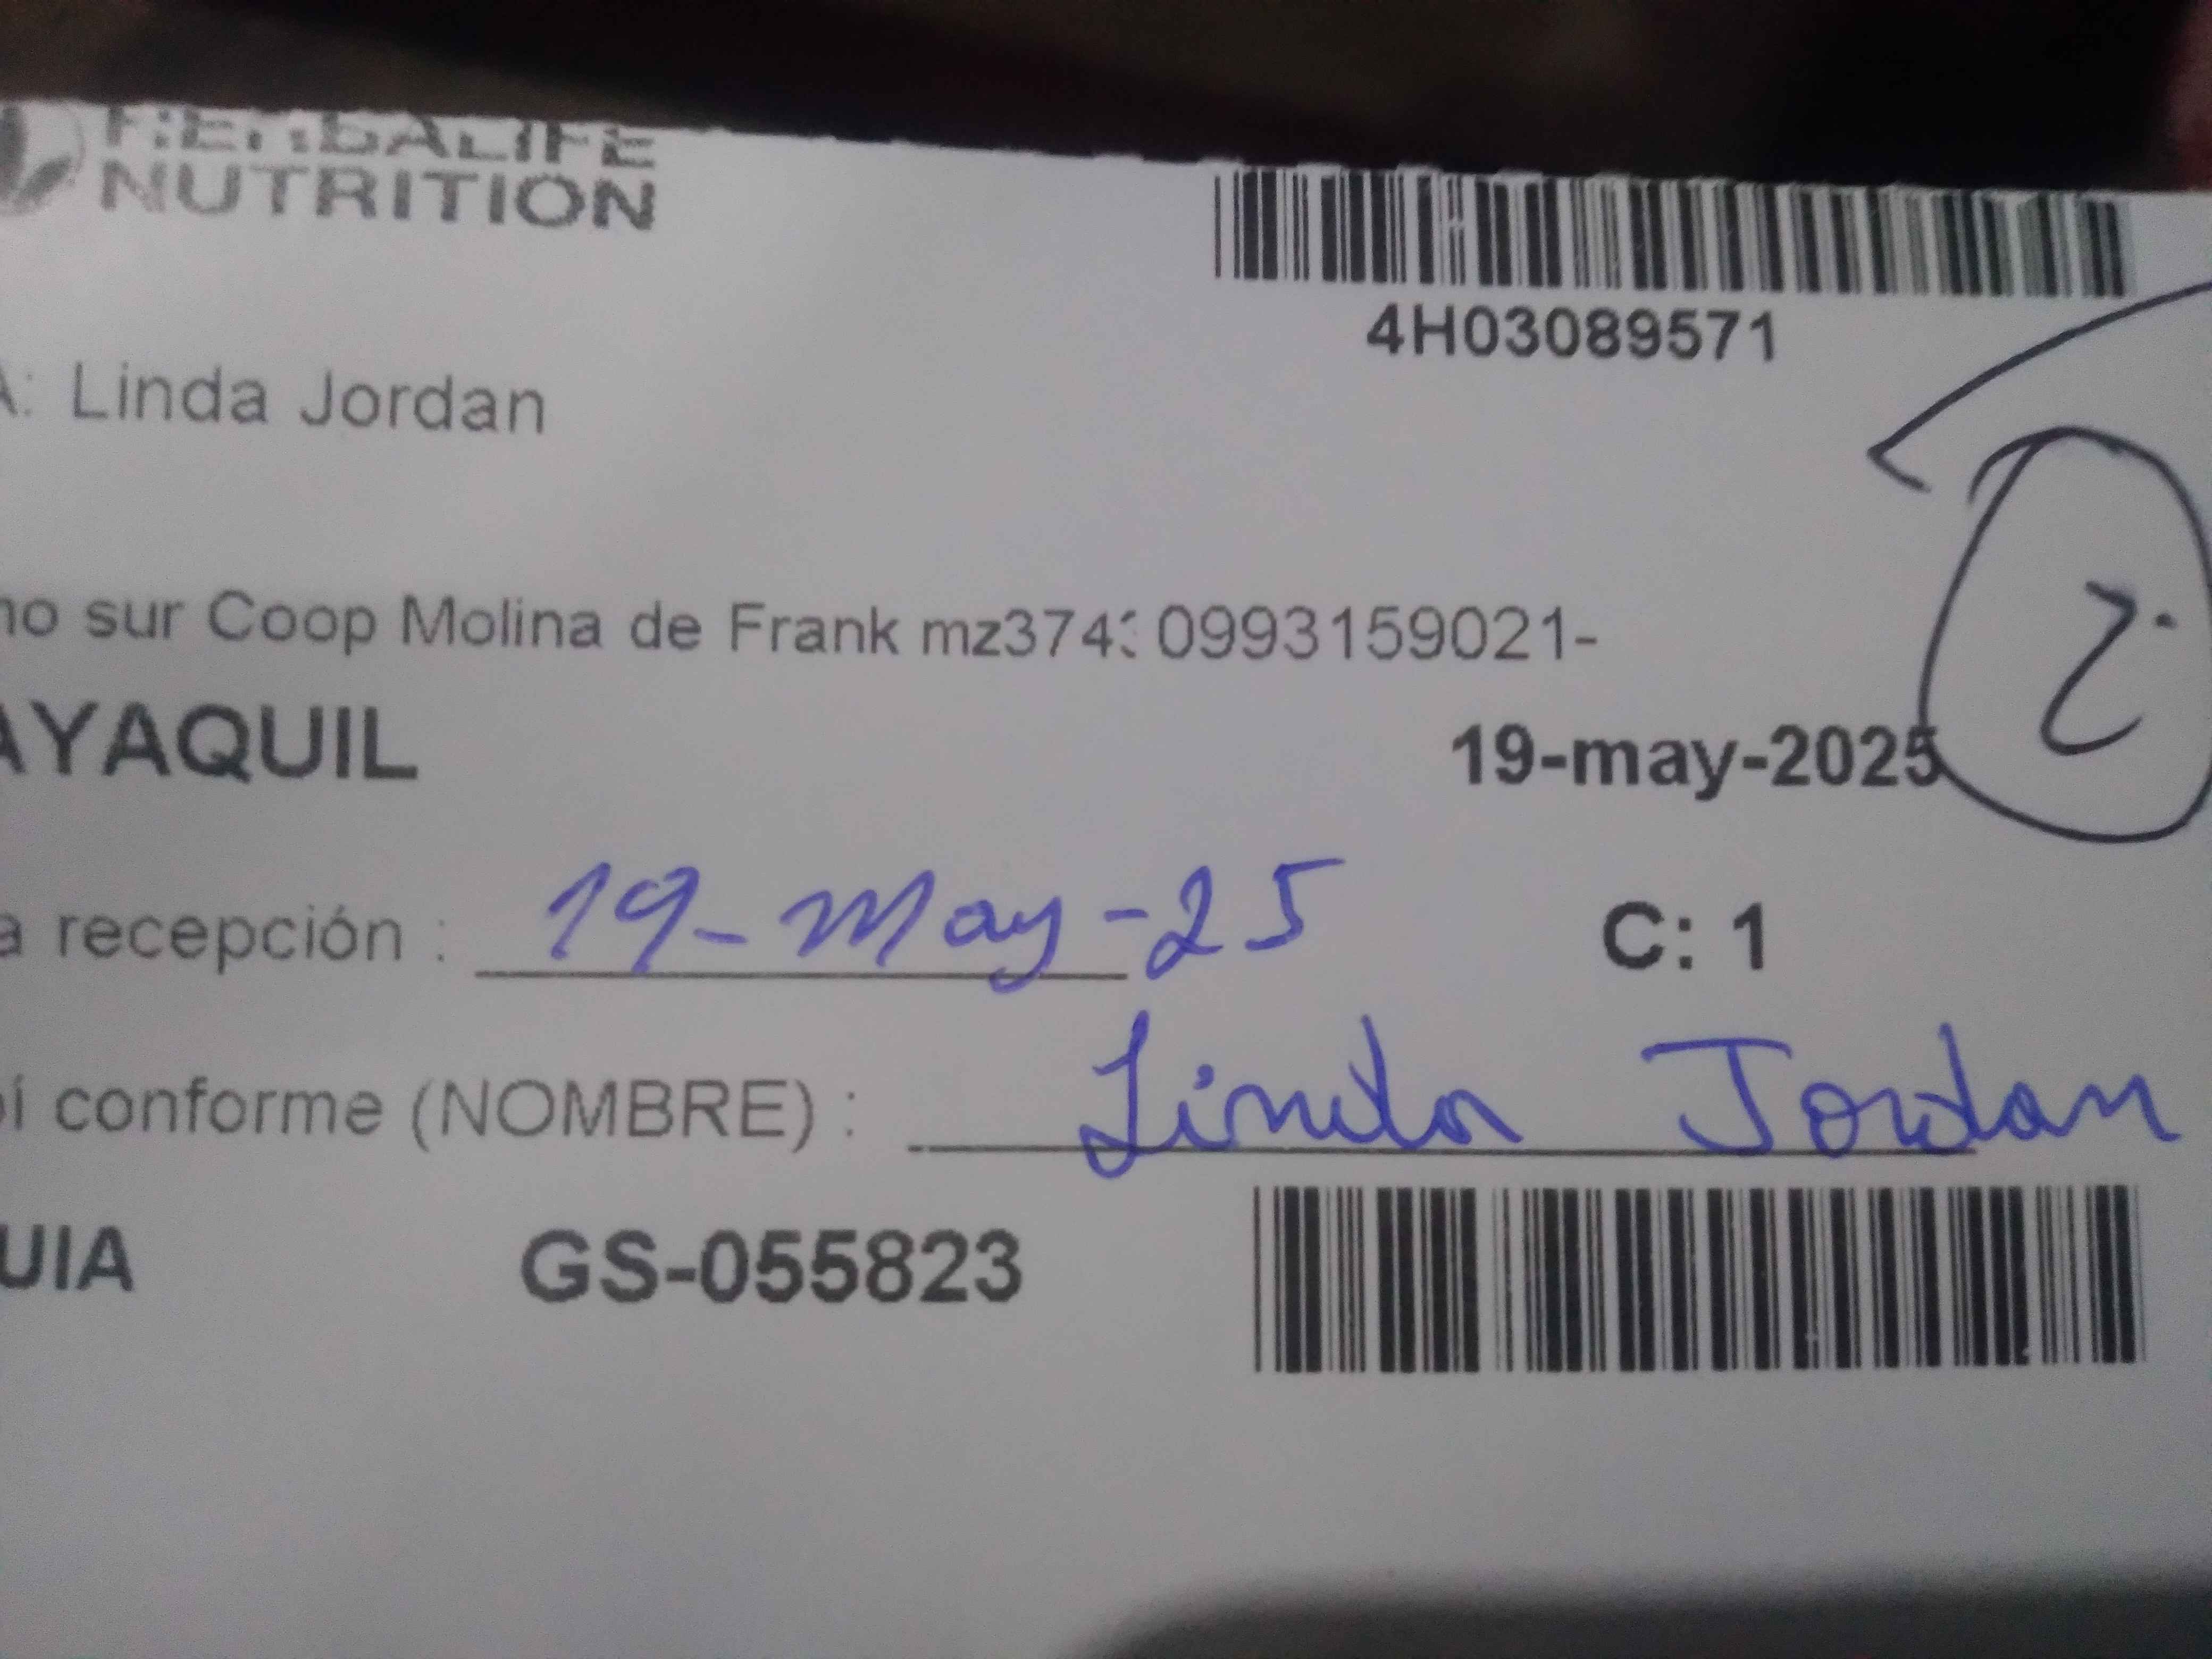 HERBALIFE
NUTRITION
4H03089571
A: Linda Jordan
no sur Coop Molina de Frank mz374 0993159021-
AYAQUIL
19-may-2025
2.
a recepción : 19-May-25
C: 1
í conforme (NOMBRE) : Linda Jordan
UIA GS-055823